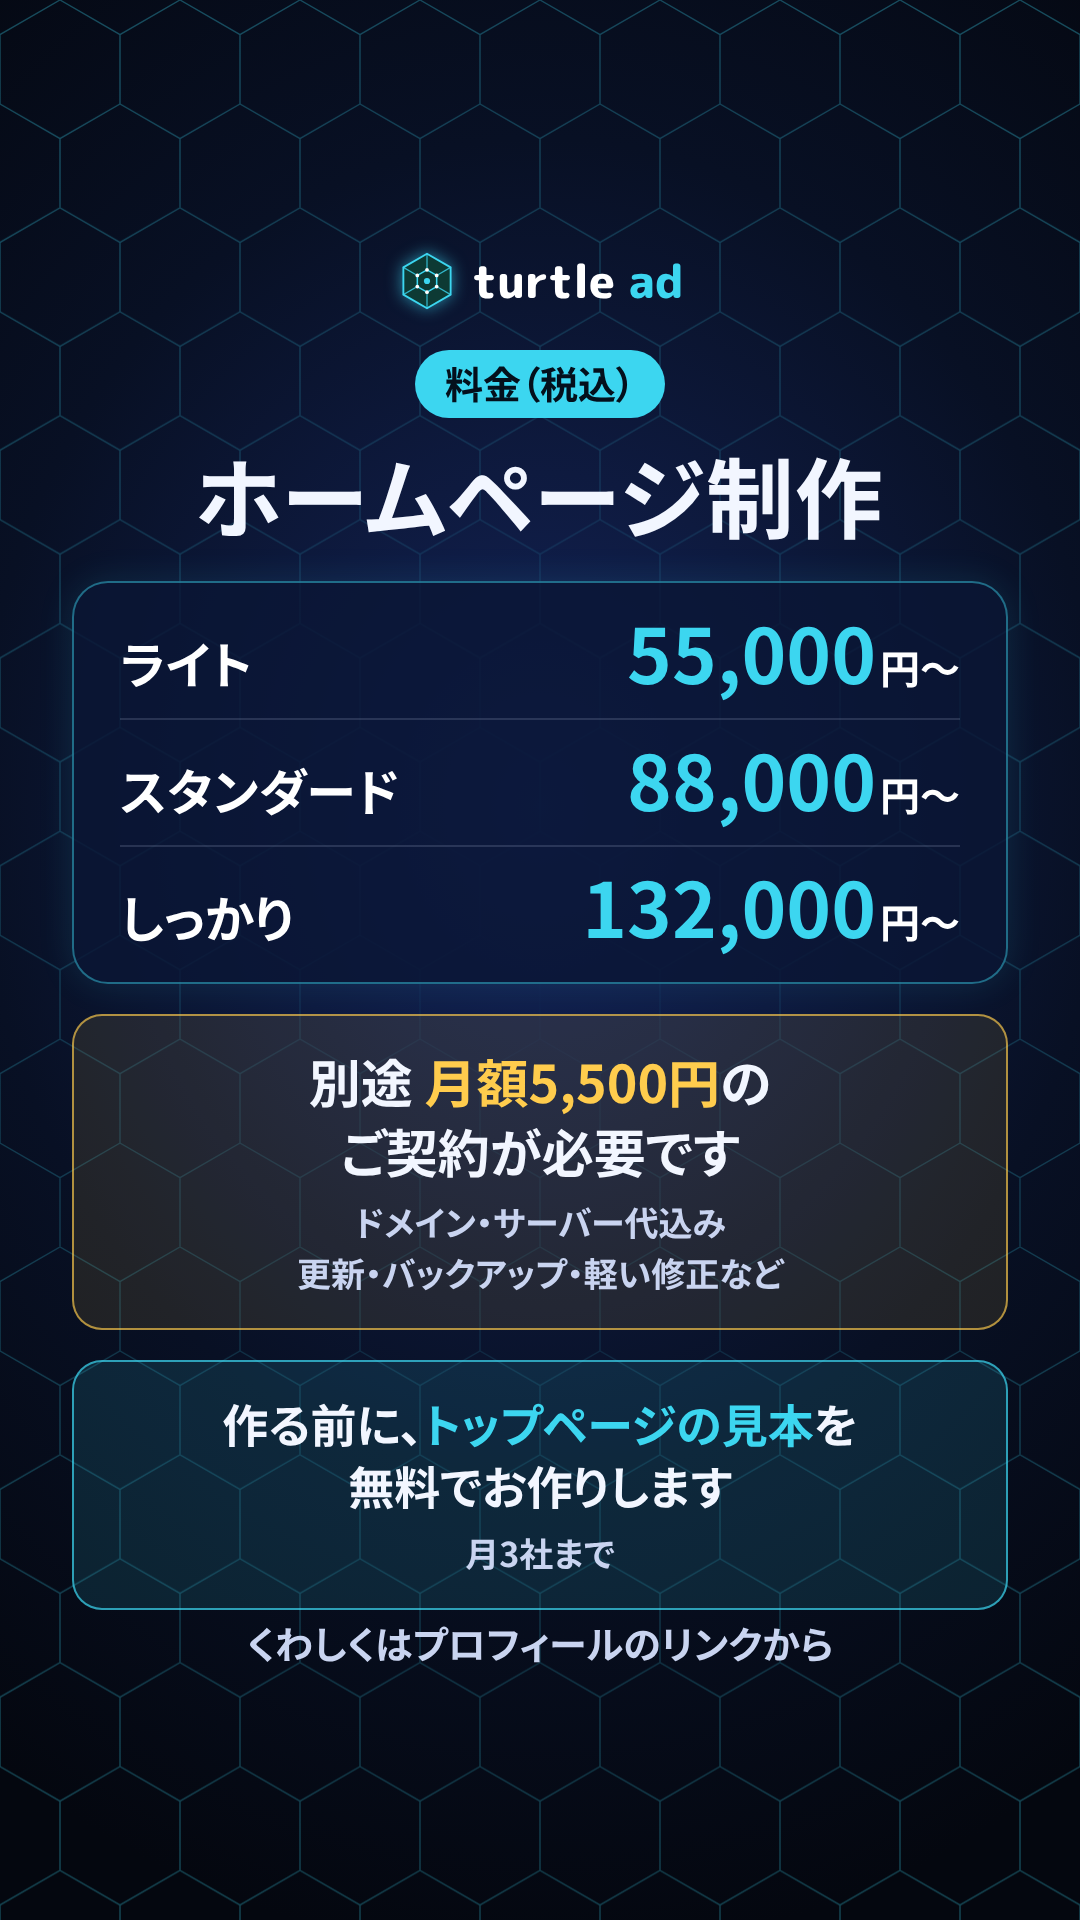 turtle ad
料金（税込）
ホームページ制作
ライト 55,000円〜
スタンダード 88,000円〜
しっかり 132,000円〜
別途 月額5,500円の
ご契約が必要です
ドメイン・サーバー代込み
更新・バックアップ・軽い修正など
作る前に、トップページの見本を
無料でお作りします
月3社まで
くわしくはプロフィールのリンクから